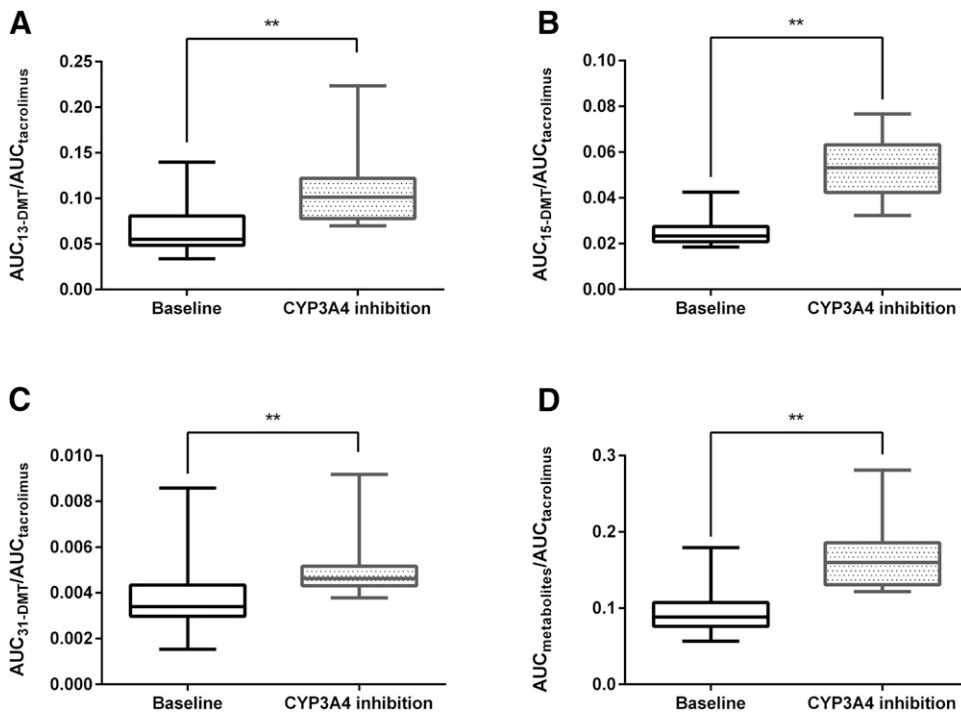 A
**
AUC13-DMT/AUCtacrolimus
0.25
0.20
0.15
0.10
0.05
0.00
Baseline
CYP3A4 inhibition
B
**
AUC15-DMT/AUCtacrolimus
0.10
0.08
0.06
0.04
0.02
0.00
Baseline
CYP3A4 inhibition
C
**
AUC31-DMT/AUCtacrolimus
0.010
0.008
0.006
0.004
0.002
0.000
Baseline
CYP3A4 inhibition
D
**
AUCmetabolites/AUCtacrolimus
0.3
0.2
0.1
0.0
Baseline
CYP3A4 inhibition